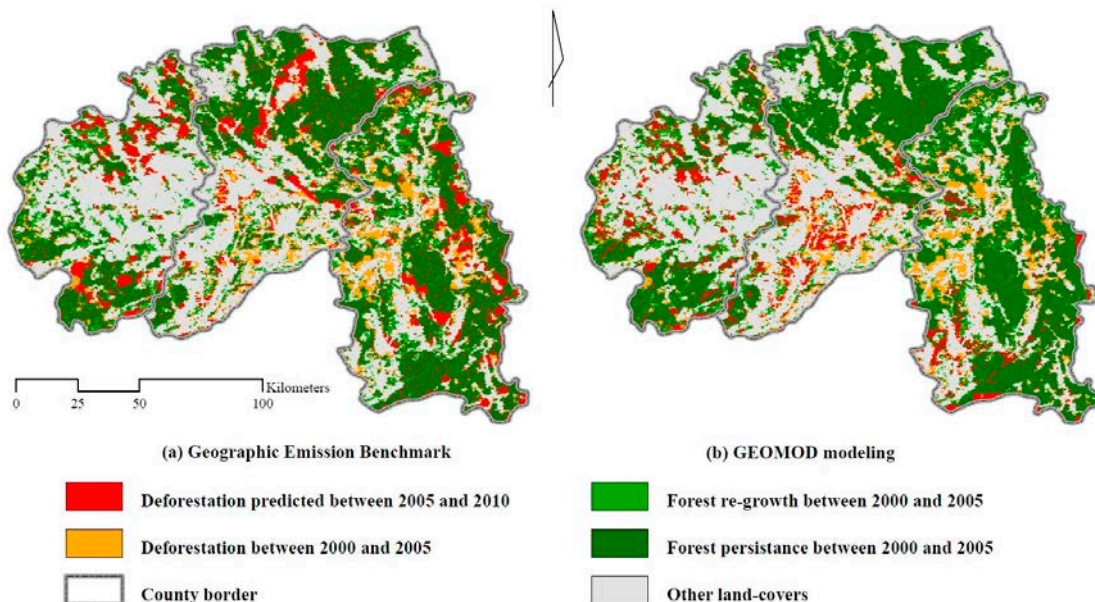 Kilometers
0 25 50 100
(a) Geographic Emission Benchmark
(b) GEOMOD modeling
Deforestation predicted between 2005 and 2010
Deforestation between 2000 and 2005
County border
Forest re-growth between 2000 and 2005
Forest persistance between 2000 and 2005
Other land-covers